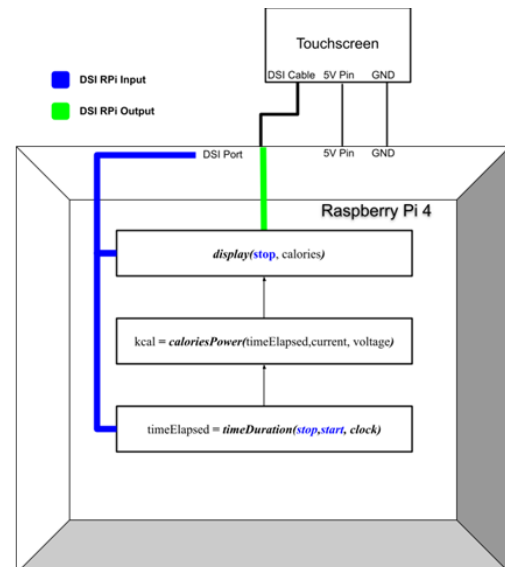 Touchscreen
DSI Cable 5V Pin GND
DSI RPi Input
DSI RPi Output
DSI Port 5V Pin GND
Raspberry Pi 4
display(stop, calories)
kcal = caloriesPower(timeElapsed,current, voltage)
timeElapsed = timeDuration(stop,start, clock)